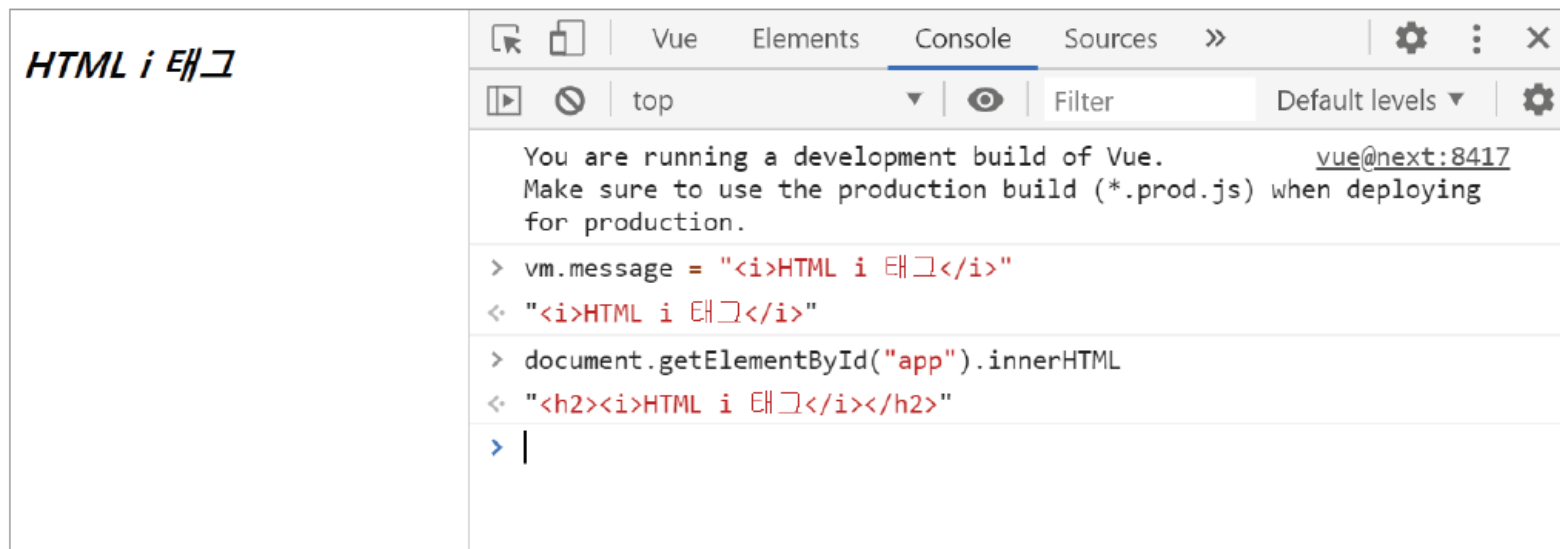 HTML i 태그
Vue Elements Console Sources »
top Filter Default levels ▼
You are running a development build of Vue. vue@next:8417
Make sure to use the production build (*.prod.js) when deploying
for production.
> vm.message = "<i>HTML i 태그</i>"
"<i>HTML i 태그</i>"
> document.getElementById("app").innerHTML
"<h2><i>HTML i 태그</i></h2>"
>